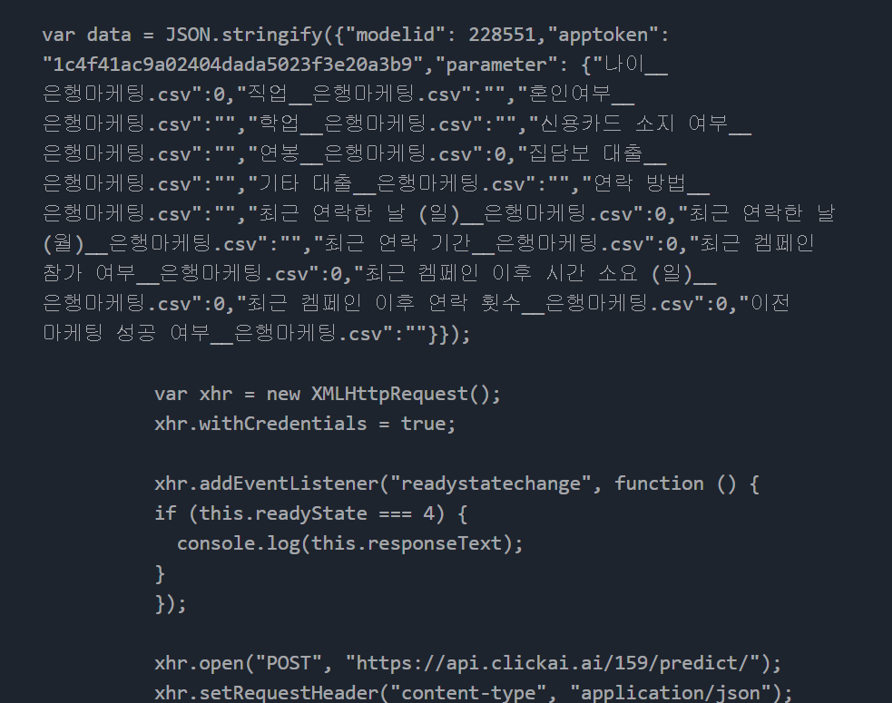 var data = JSON.stringify({"modelid": 228551,"apptoken":
"1c4f41ac9a02404dada5023f3e20a3b9","parameter": {"나이__
은행마케팅.csv":0,"직업__은행마케팅.csv":"","혼인여부__
은행마케팅.csv":"","학업__은행마케팅.csv":"","신용카드 소지 여부__
은행마케팅.csv":"","연봉__은행마케팅.csv":0,"집담보 대출__
은행마케팅.csv":"","기타 대출__은행마케팅.csv":"","연락 방법__
은행마케팅.csv":"","최근 연락한 날 (일)__은행마케팅.csv":0,"최근 연락한 날
(월)__은행마케팅.csv":"","최근 연락 기간__은행마케팅.csv":0,"최근 켐페인
참가 여부__은행마케팅.csv":0,"최근 켐페인 이후 시간 소요 (일)__
은행마케팅.csv":0,"최근 켐페인 이후 연락 횟수__은행마케팅.csv":0,"이전
마케팅 성공 여부__은행마케팅.csv":""}});
var xhr = new XMLHttpRequest();
xhr.withCredentials = true;
xhr.addEventListener("readystatechange", function () {
if (this.readyState === 4) {
console.log(this.responseText);
}
});
xhr.open("POST", "https://api.clickai.ai/159/predict/");
xhr.setRequestHeader("content-type", "application/json");